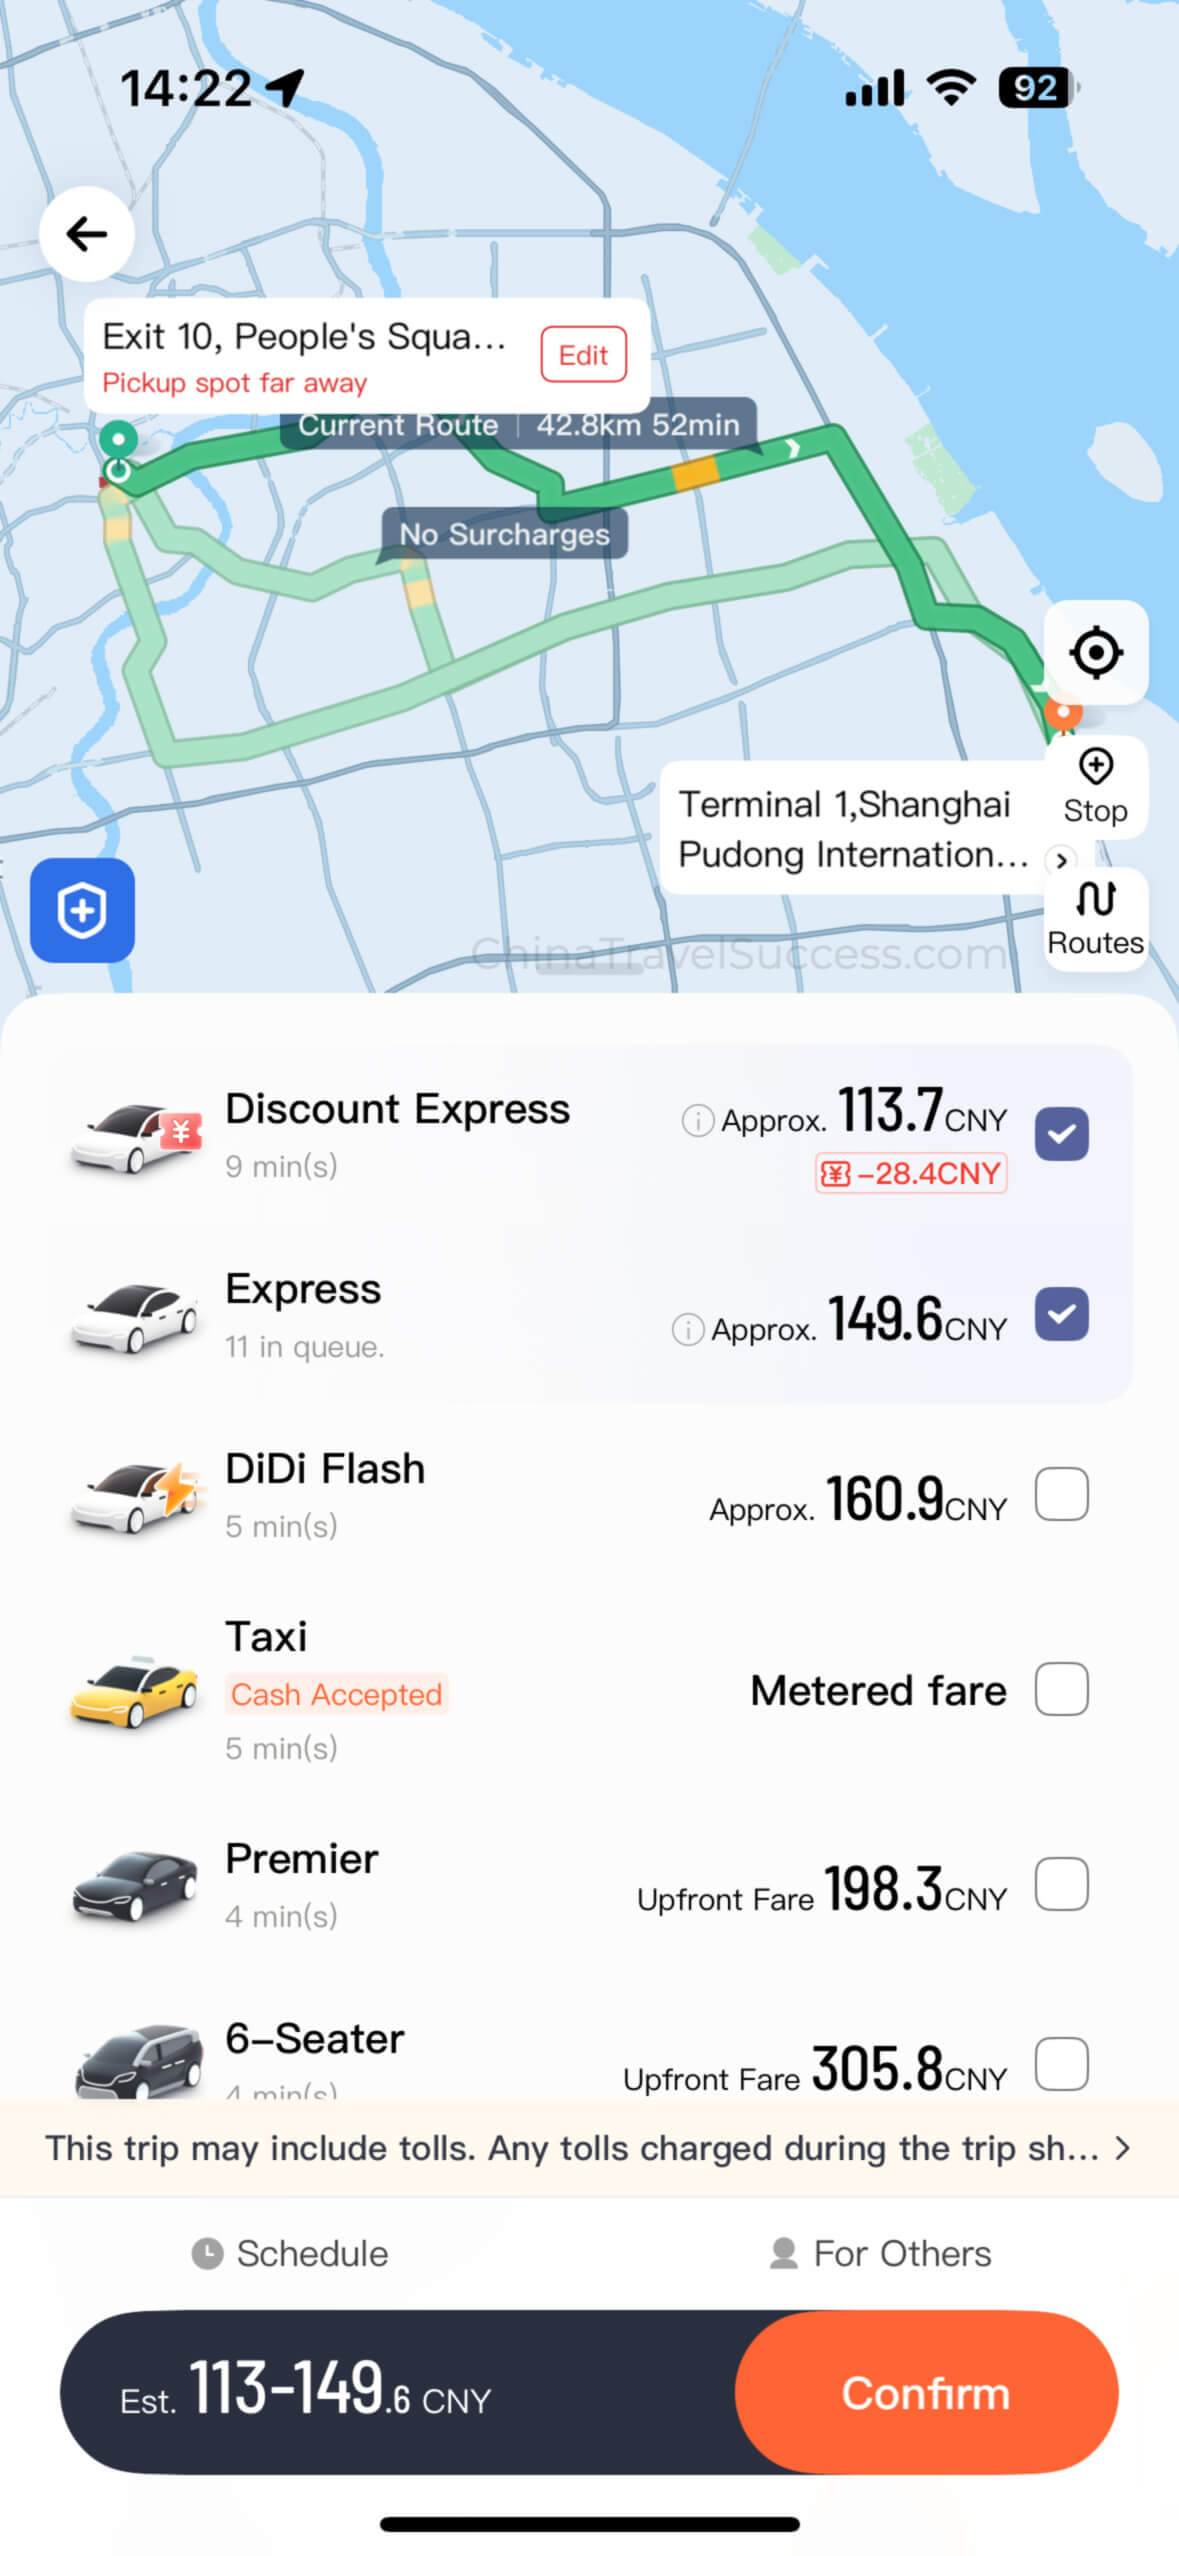 14:22
92
Exit 10, People's Squa...
Pickup spot far away
Edit
Current Route | 42.8km 52min
No Surcharges
Terminal 1,Shanghai
Pudong Internation...
Stop
Routes
ChinaTravelSuccess.com
Discount Express
9 min(s)
Approx. 113.7CNY
-28.4CNY
Express
11 in queue.
Approx. 149.6CNY
DiDi Flash
5 min(s)
Approx. 160.9CNY
Taxi
Cash Accepted
5 min(s)
Metered fare
Premier
4 min(s)
Upfront Fare 198.3CNY
6-Seater
4 min(s)
Upfront Fare 305.8CNY
This trip may include tolls. Any tolls charged during the trip sh...
Schedule
For Others
Est. 113-149.6 CNY
Confirm